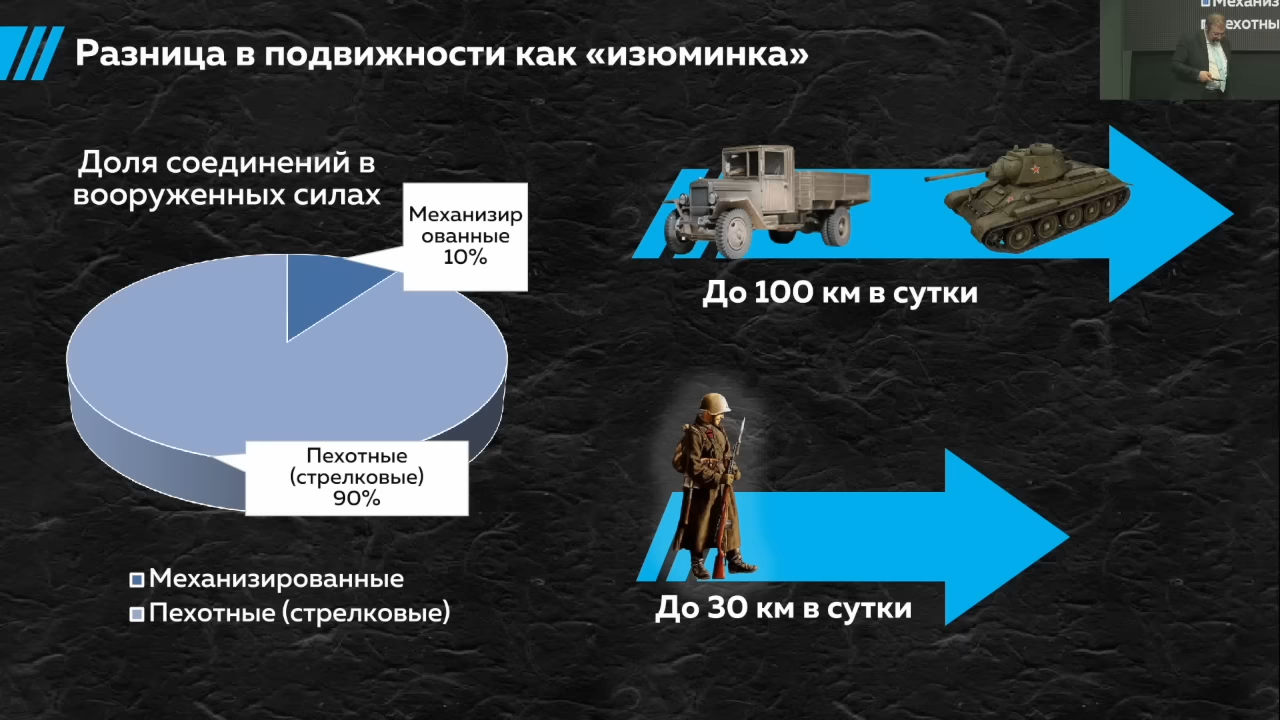 Разница в подвижности как «изюминка»
Доля соединений в
вооруженных силах
Механизир
ованные
10%
Пехотные
(стрелковые)
90%
Механизированные
Пехотные (стрелковые)
До 100 км в сутки
До 30 км в сутки